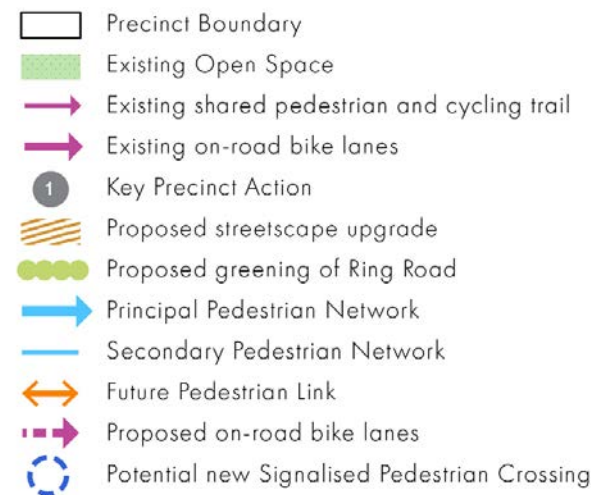 Precinct Boundary
Existing Open Space
Existing shared pedestrian and cycling trail
Existing on-road bike lanes
1 Key Precinct Action
Proposed streetscape upgrade
Proposed greening of Ring Road
Principal Pedestrian Network
Secondary Pedestrian Network
Future Pedestrian Link
Proposed on-road bike lanes
Potential new Signalised Pedestrian Crossing